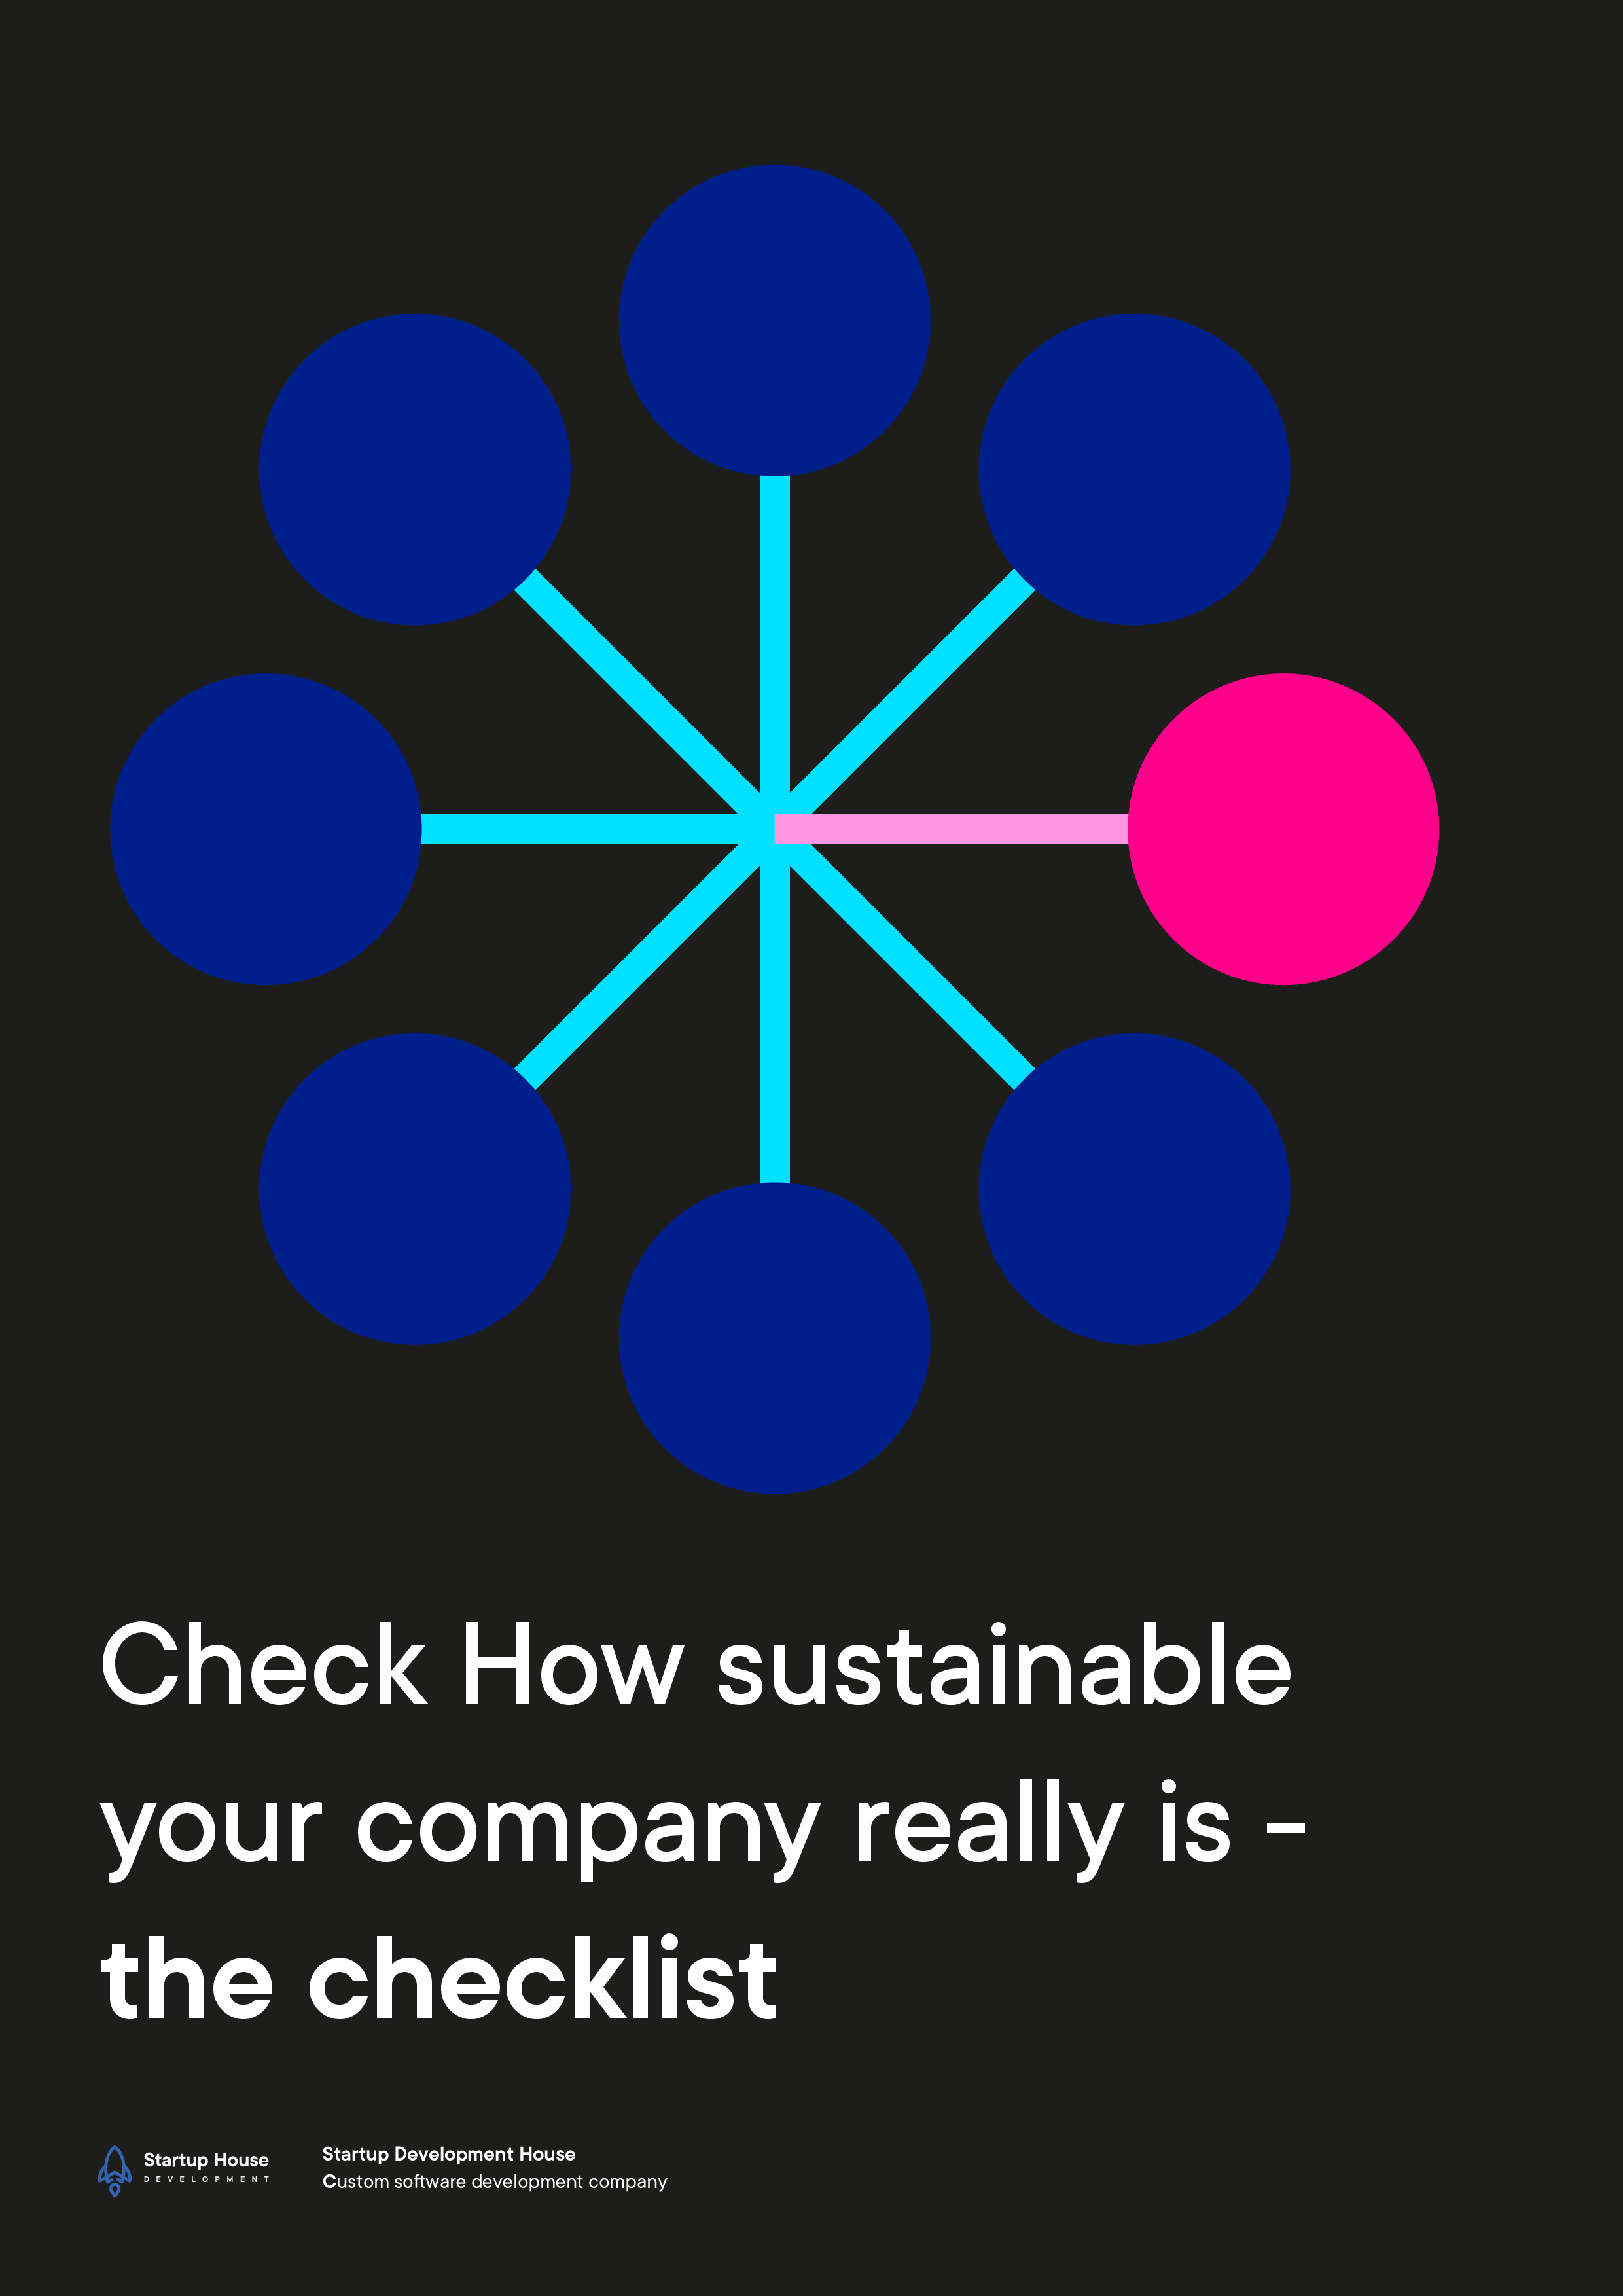 Check How sustainable
your company really is -
the checklist
Startup House
DEVELOPMENT
Startup Development House
Custom software development company